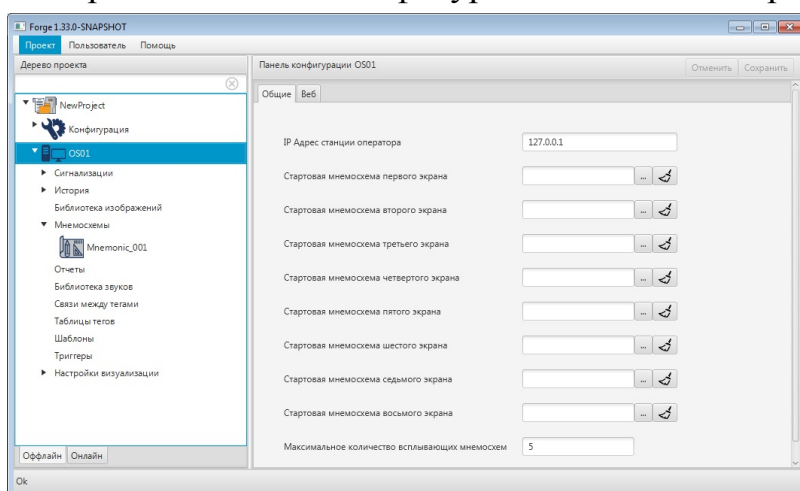 Forge 1.33.0-SNAPSHOT
Проект Пользователь Помощь
Дерево проекта
Панель конфигурации OS01
Отменить Сохранить
Общие Веб
NewProject
Конфигурация
OS01
Сигнализации
История
Библиотека изображений
Мнемосхемы
Mnemonic_001
Отчеты
Библиотека звуков
Связи между тегами
Таблицы тегов
Шаблоны
Триггеры
Настройки визуализации
Оффлайн Онлайн
IP Адрес станции оператора 127.0.0.1
Стартовая мнемосхема первого экрана ...
Стартовая мнемосхема второго экрана ...
Стартовая мнемосхема третьего экрана ...
Стартовая мнемосхема четвертого экрана ...
Стартовая мнемосхема пятого экрана ...
Стартовая мнемосхема шестого экрана ...
Стартовая мнемосхема седьмого экрана ...
Стартовая мнемосхема восьмого экрана ...
Максимальное количество всплывающих мнемосхем 5
Ok